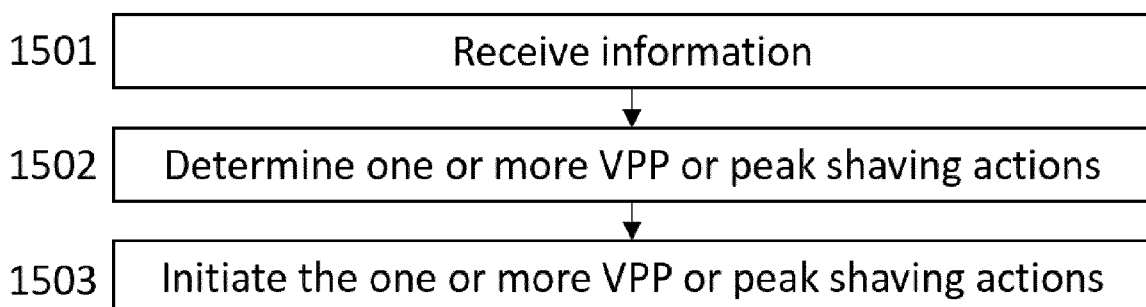 1501 Receive information
1502 Determine one or more VPP or peak shaving actions
1503 Initiate the one or more VPP or peak shaving actions